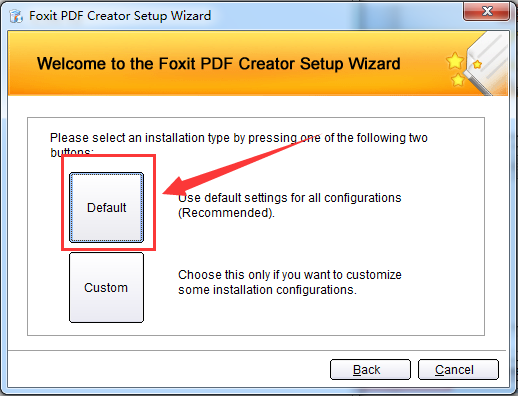 Foxit PDF Creator Setup Wizard
Welcome to the Foxit PDF Creator Setup Wizard
Please select an installation type by pressing one of the following two
buttons:
Default
Use default settings for all configurations
(Recommended).
Custom
Choose this only if you want to customize
some installation configurations.
Back
Cancel